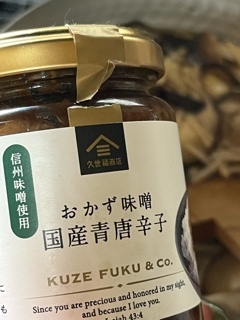 久世福商店
信州味噌使用
おかず味噌
国産青唐辛子
KUZE FUKU & Co.
Since you are precious and honored in my sight,
and because I love you.
Isaiah 43:4